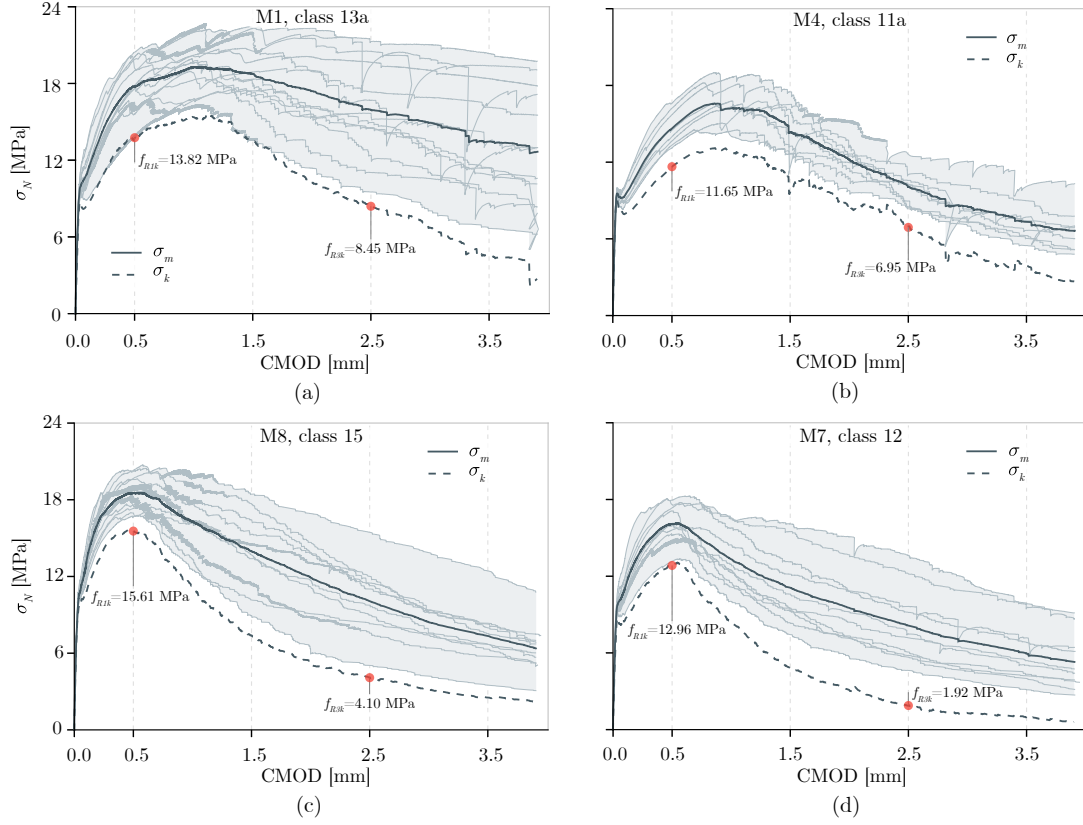 M1, class 13a
24
18
12
6
0
σ_N [MPa]
f_R1k=13.82 MPa
f_R3k=8.45 MPa
σ_m
σ_k
0.0 0.5 1.5 2.5 3.5
CMOD [mm]
(a)
M4, class 11a
σ_m
σ_k
f_R1k=11.65 MPa
f_R3k=6.95 MPa
0.0 0.5 1.5 2.5 3.5
CMOD [mm]
(b)
M8, class 15
24
18
12
6
0
σ_N [MPa]
σ_m
σ_k
f_R1k=15.61 MPa
f_R3k=4.10 MPa
0.0 0.5 1.5 2.5 3.5
CMOD [mm]
(c)
M7, class 12
σ_m
σ_k
f_R1k=12.96 MPa
f_R3k=1.92 MPa
0.0 0.5 1.5 2.5 3.5
CMOD [mm]
(d)